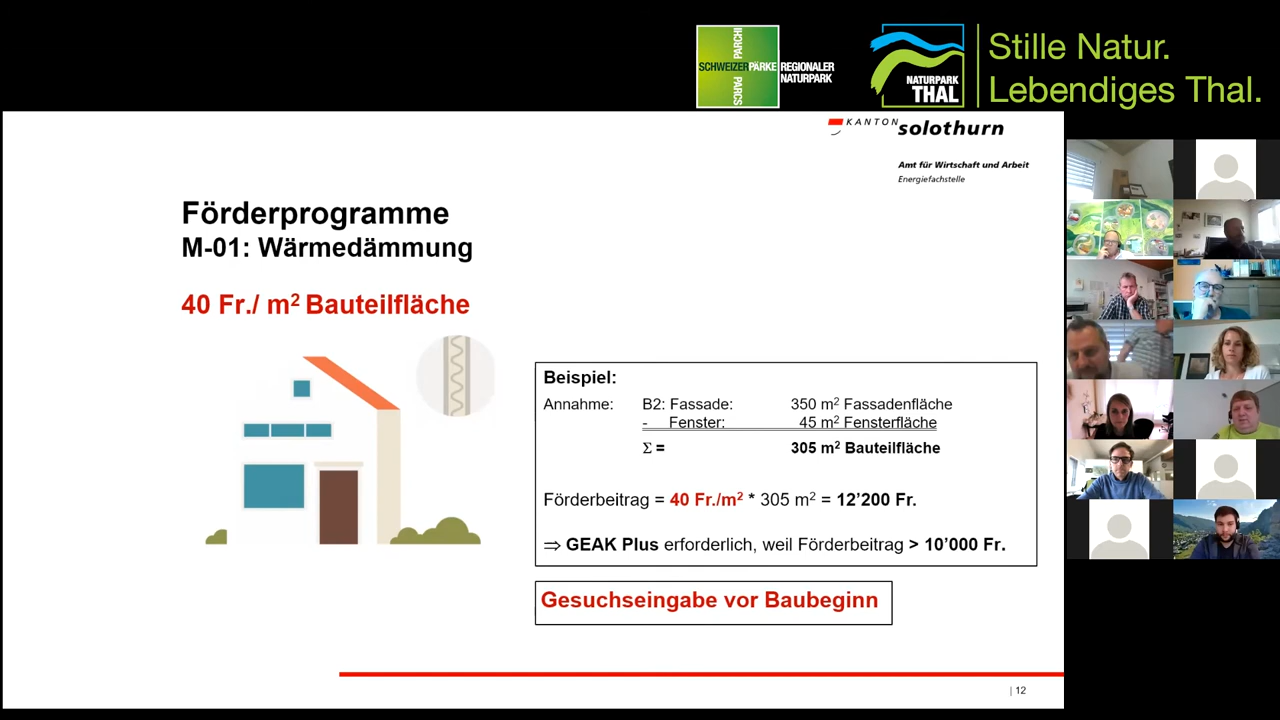 SCHWEIZER PÄRKE
PARCHI
PARCS
REGIONALER
NATURPARK
NATURPARK
THAL
Stille Natur.
Lebendiges Thal.
KANTON solothurn
Amt für Wirtschaft und Arbeit
Energiefachstelle
Förderprogramme
M-01: Wärmedämmung
40 Fr./ m² Bauteilfläche
Beispiel:
Annahme: B2: Fassade: 350 m² Fassadenfläche
- Fenster: 45 m² Fensterfläche
Σ = 305 m² Bauteilfläche
Förderbeitrag = 40 Fr./m² * 305 m² = 12’200 Fr.
⇒ GEAK Plus erforderlich, weil Förderbeitrag > 10’000 Fr.
Gesuchseingabe vor Baubeginn
| 12